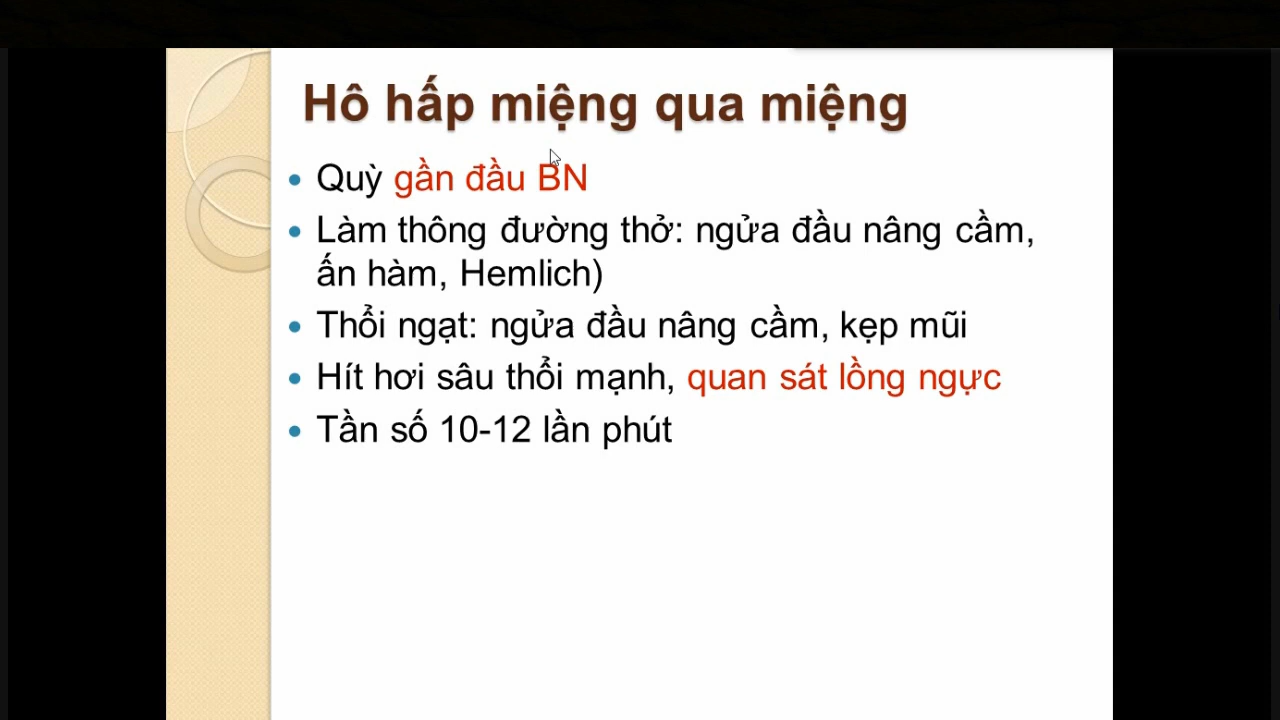 Hô hấp miệng qua miệng
Quỳ gần đầu BN
Làm thông đường thở: ngửa đầu nâng cằm,
ấn hàm, Hemlich)
Thổi ngạt: ngửa đầu nâng cằm, kẹp mũi
Hít hơi sâu thổi mạnh, quan sát lồng ngực
Tần số 10-12 lần phút